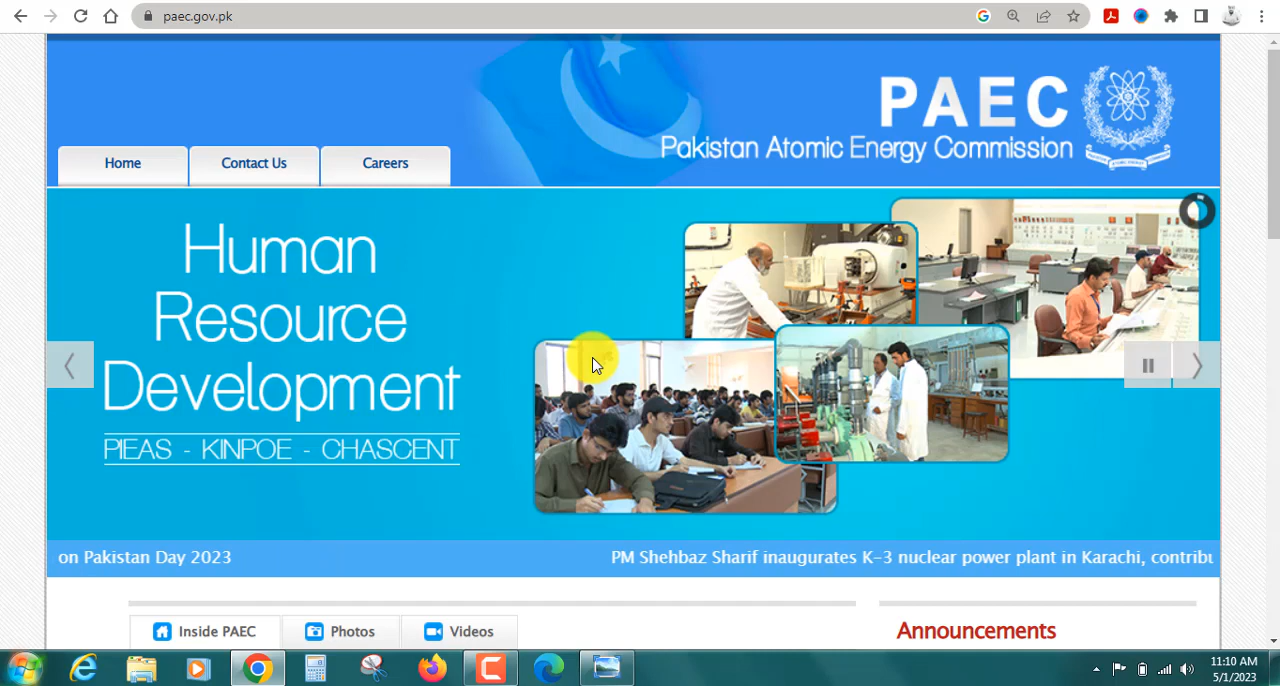 paec.gov.pk
PAEC
Pakistan Atomic Energy Commission
Home
Contact Us
Careers
Human
Resource
Development
PIEAS - KINPOE - CHASCENT
on Pakistan Day 2023
PM Shehbaz Sharif inaugurates K-3 nuclear power plant in Karachi, contribu
Inside PAEC
Photos
Videos
Announcements
11:10 AM
5/1/2023